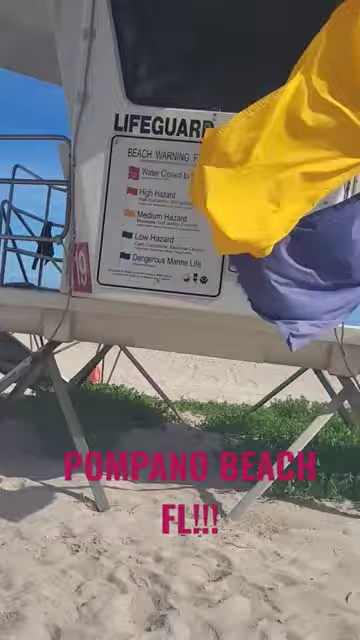 LIFEGUARD
BEACH WARNING
Water Closed to
High Hazard
Medium Hazard
Low Hazard
Dangerous Marine Life
19
POMPANO BEACH
FL!!!